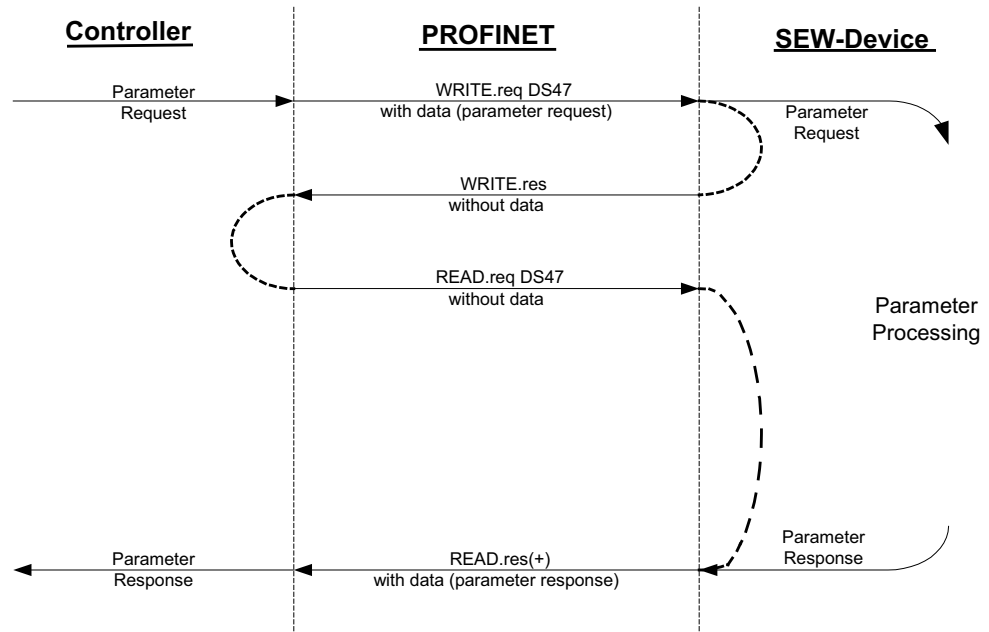 Controller
PROFINET
SEW-Device
Parameter
Request
WRITE.req DS47
with data (parameter request)
Parameter
Request
WRITE.res
without data
READ.req DS47
without data
Parameter
Processing
Parameter
Response
READ.res(+)
with data (parameter response)
Parameter
Response